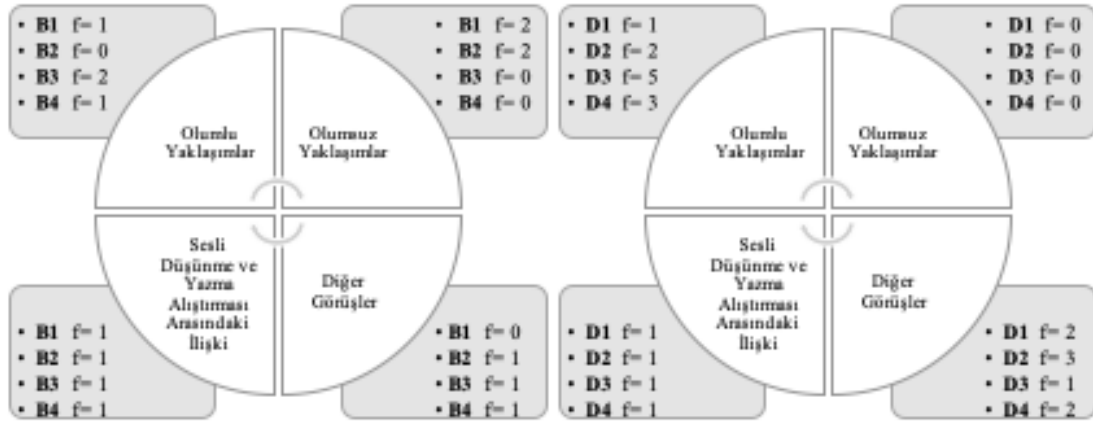 • B1 f= 1
• B2 f= 0
• B3 f= 2
• B4 f= 1
Olumlu
Yaklaşımlar
• B1 f= 2
• B2 f= 2
• B3 f= 0
• B4 f= 0
Olumsuz
Yaklaşımlar
Sesli
Düşünme ve
Yazma
Alıştırması
Arasındaki
İlişki
• B1 f= 1
• B2 f= 1
• B3 f= 1
• B4 f= 1
Diğer
Görüşler
• B1 f= 0
• B2 f= 1
• B3 f= 1
• B4 f= 1
• D1 f= 1
• D2 f= 2
• D3 f= 5
• D4 f= 3
Olumlu
Yaklaşımlar
• D1 f= 0
• D2 f= 0
• D3 f= 0
• D4 f= 0
Olumsuz
Yaklaşımlar
Sesli
Düşünme ve
Yazma
Alıştırması
Arasındaki
İlişki
• D1 f= 1
• D2 f= 1
• D3 f= 1
• D4 f= 1
Diğer
Görüşler
• D1 f= 2
• D2 f= 3
• D3 f= 1
• D4 f= 2